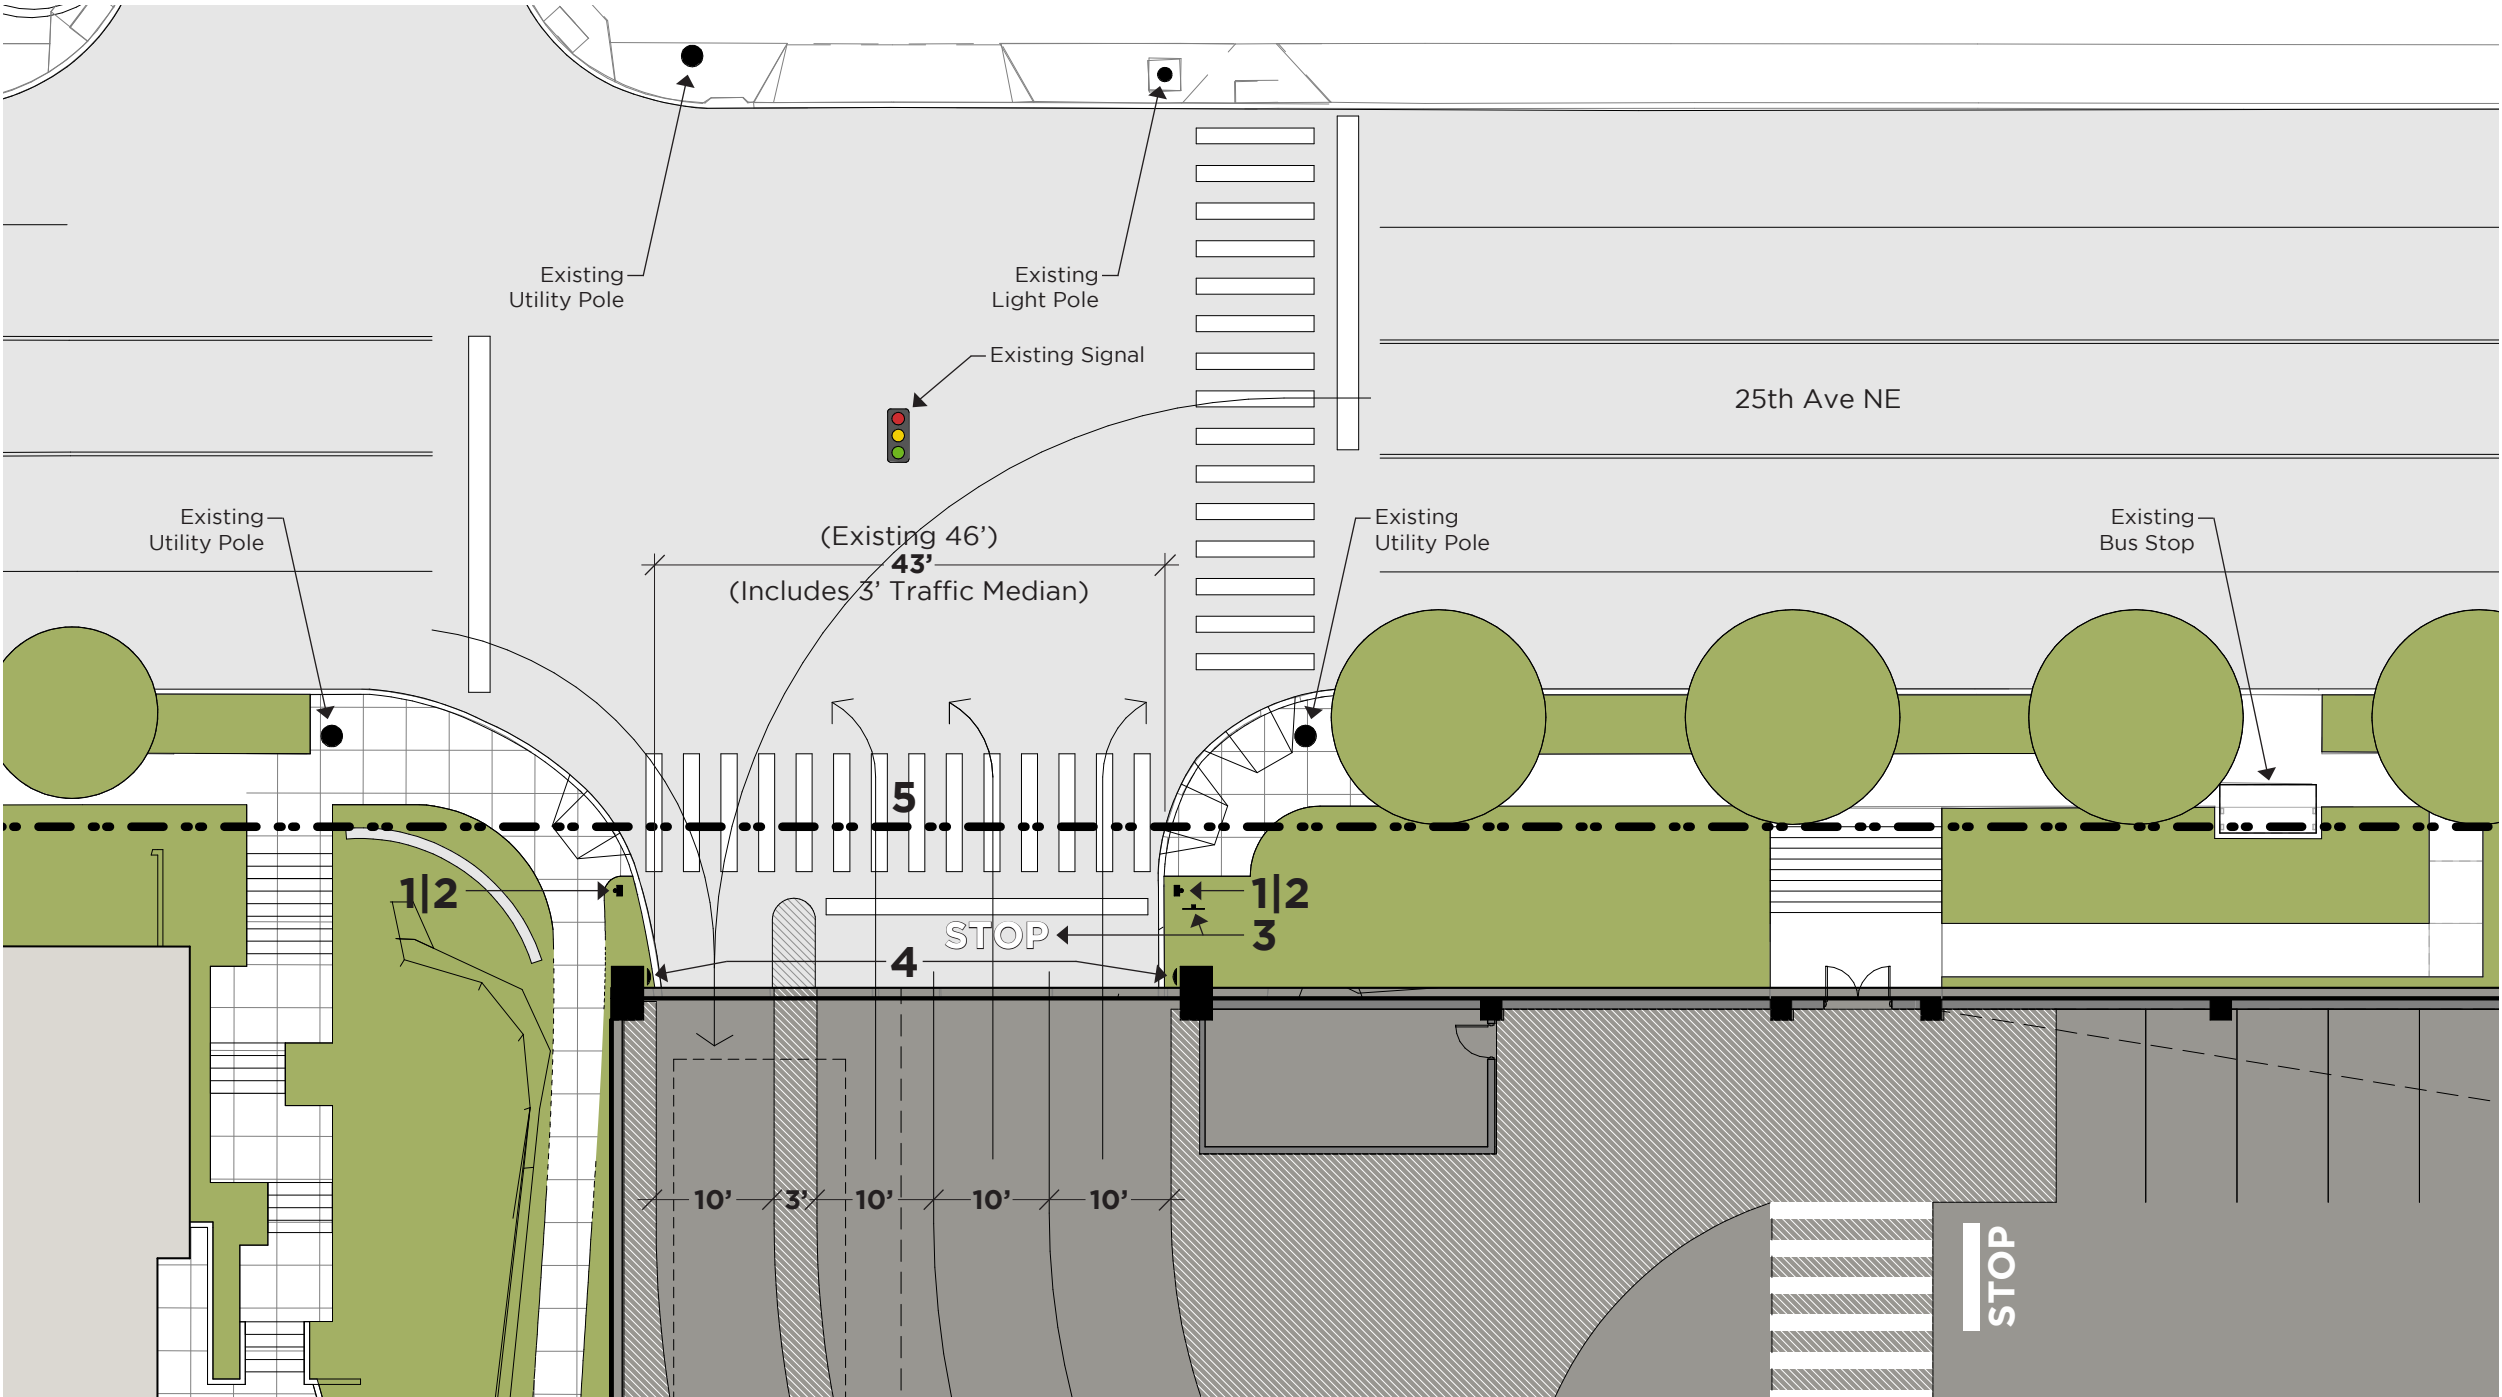 Existing
Utility Pole
Existing
Light Pole
Existing Signal
25th Ave NE
Existing
Utility Pole
(Existing 46’)
43’
(Includes 3’ Traffic Median)
Existing
Utility Pole
Existing
Bus Stop
5
1|2
1|2
STOP
3
4
10’
3’
10’
10’
10’
STOP